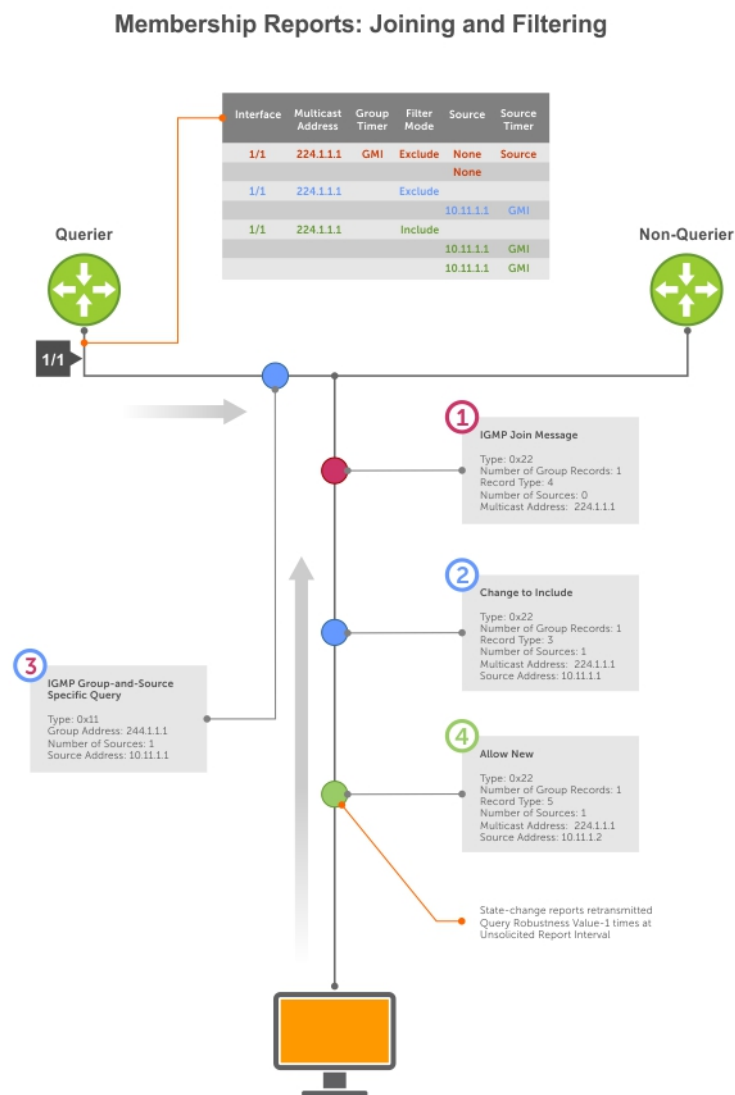 Membership Reports: Joining and Filtering
Interface Multicast Address Group Timer Filter Mode Source Source Timer
1/1 224.1.1.1 GMI Exclude None Source
None
1/1 224.1.1.1 Exclude
10.11.1.1 GMI
1/1 224.1.1.1 Include
10.11.1.1 GMI
10.11.1.1 GMI
Querier
Non-Querier
1/1
1
IGMP Join Message
Type: 0x22
Number of Group Records: 1
Record Type: 4
Number of Sources: 0
Multicast Address: 224.1.1.1
2
Change to Include
Type: 0x22
Number of Group Records: 1
Record Type: 3
Number of Sources: 1
Multicast Address: 224.1.1.1
Source Address: 10.11.1.1
3
IGMP Group-and-Source
Specific Query
Type: 0x11
Group Address: 244.1.1.1
Number of Sources: 1
Source Address: 10.11.1.1
4
Allow New
Type: 0x22
Number of Group Records: 1
Record Type: 5
Number of Sources: 1
Multicast Address: 224.1.1.1
Source Address: 10.11.1.2
State-change reports retransmitted
Query Robustness Value-1 times at
Unsolicited Report Interval